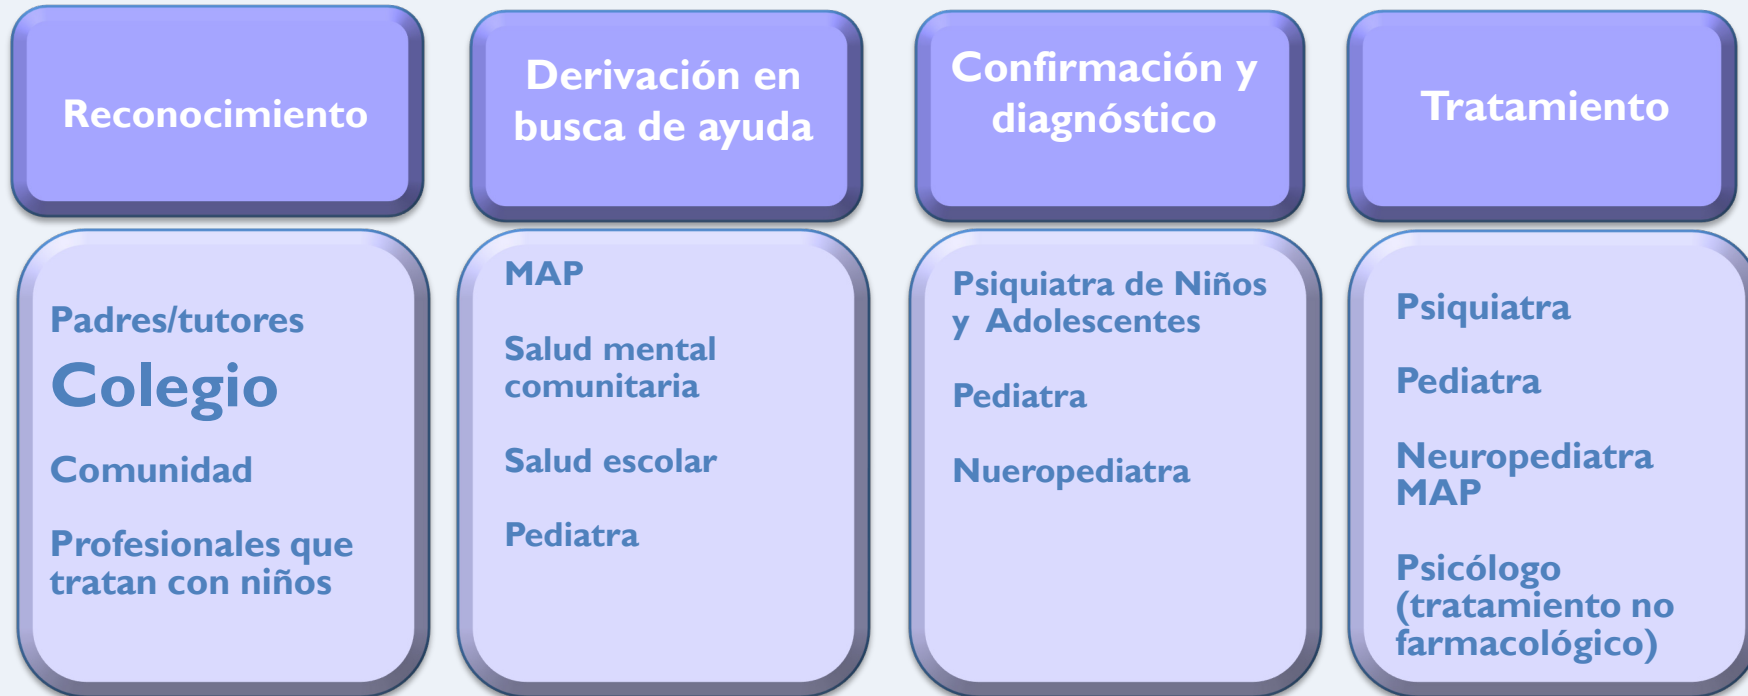 Reconocimiento
Padres/tutores
Colegio
Comunidad
Profesionales que
tratan con niños
Derivación en
busca de ayuda
MAP
Salud mental
comunitaria
Salud escolar
Pediatra
Confirmación y
diagnóstico
Psiquiatra de Niños
y Adolescentes
Pediatra
Nueropediatra
Tratamiento
Psiquiatra
Pediatra
Neuropediatra
MAP
Psicólogo
(tratamiento no
farmacológico)